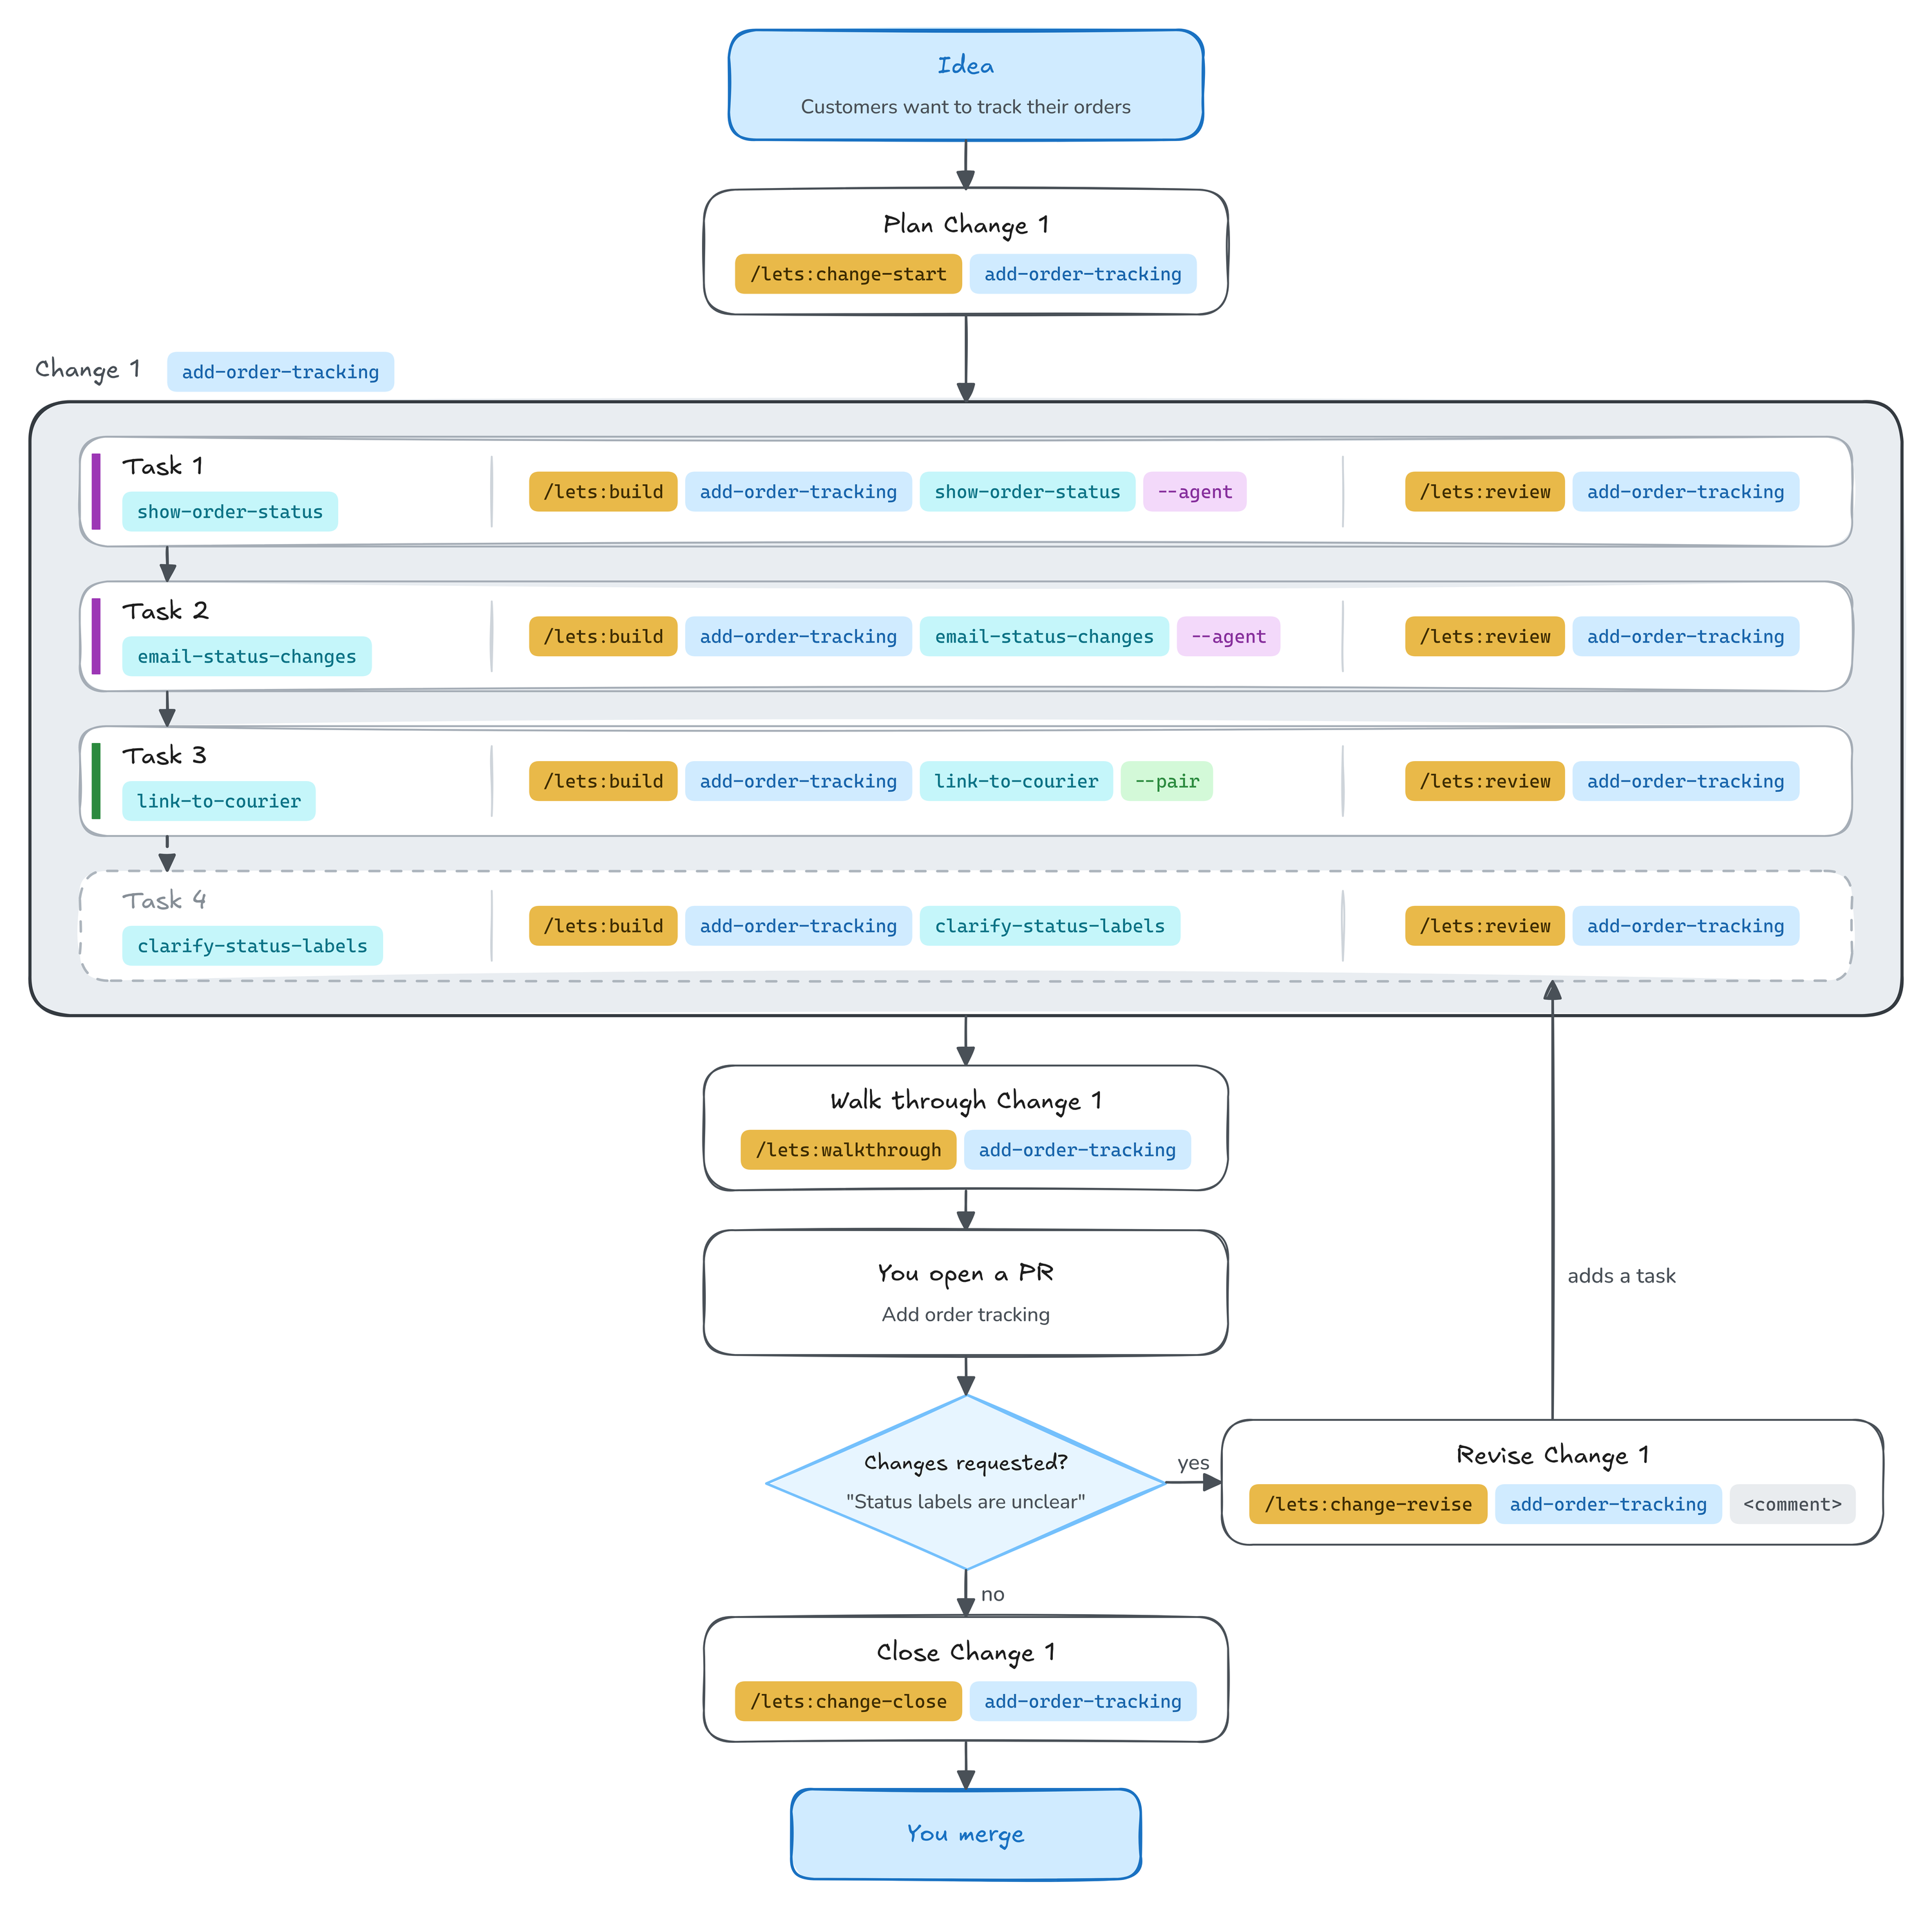 Idea
Customers want to track their orders
Plan Change 1
/lets:change-start add-order-tracking
Change 1 add-order-tracking
Task 1
show-order-status
/lets:build add-order-tracking show-order-status --agent
/lets:review add-order-tracking
Task 2
email-status-changes
/lets:build add-order-tracking email-status-changes --agent
/lets:review add-order-tracking
Task 3
link-to-courier
/lets:build add-order-tracking link-to-courier --pair
/lets:review add-order-tracking
Task 4
clarify-status-labels
/lets:build add-order-tracking clarify-status-labels
/lets:review add-order-tracking
Walk through Change 1
/lets:walkthrough add-order-tracking
You open a PR
Add order tracking
adds a task
Changes requested?
"Status labels are unclear"
yes
Revise Change 1
/lets:change-revise add-order-tracking <comment>
no
Close Change 1
/lets:change-close add-order-tracking
You merge